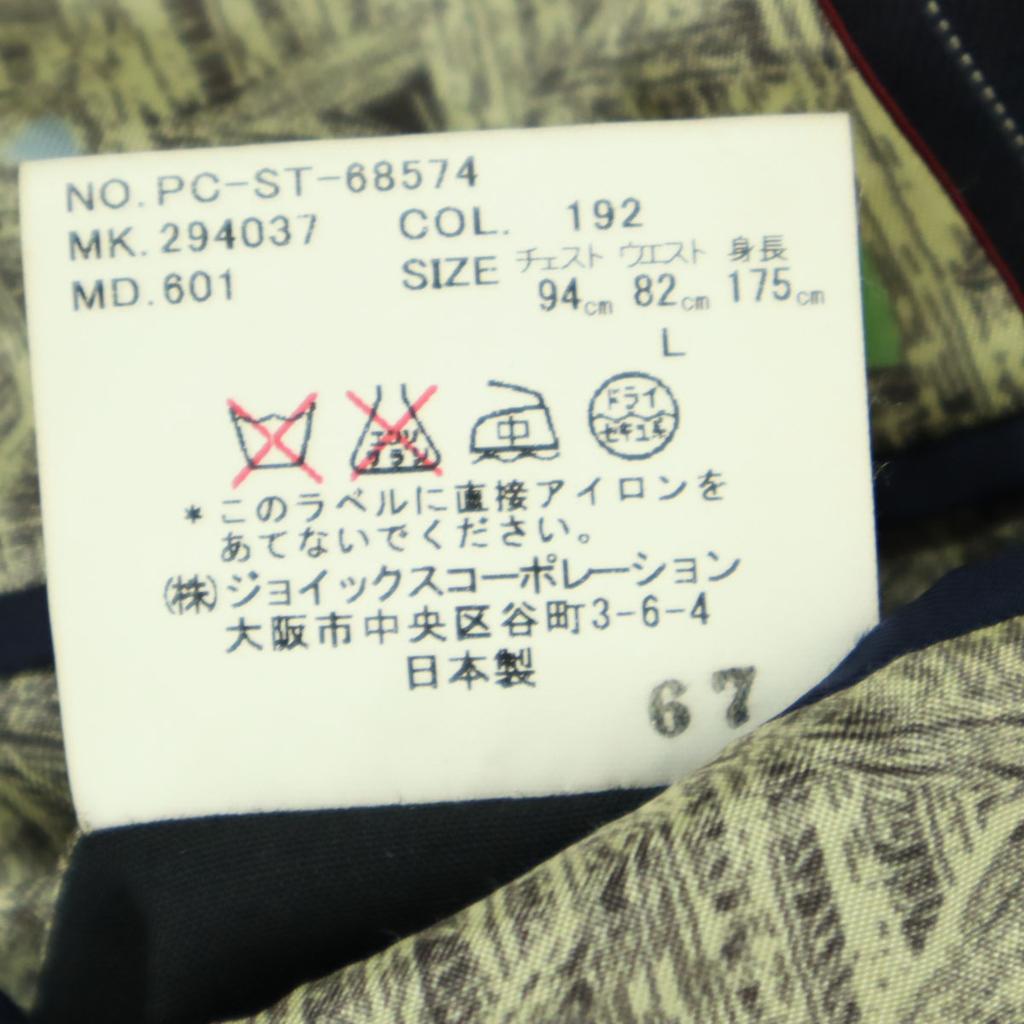 NO. PC-ST-68574
MK. 294037 COL. 192
MD. 601 SIZE チェスト ウエスト 身長
94cm 82cm 175cm
L
エンソ
サラシ
中
ドライ
セキユ系
*このラベルに直接アイロンを
あてないでください。
(株)ジョイックスコーポレーション
大阪市中央区谷町3-6-4
日本製
67